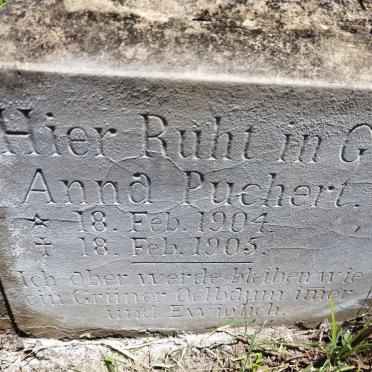 Hier Ruht in G
Anna Puchert.
* 18. Feb. 1904.
† 18. Feb. 1905.
Ich aber werde bleiben wie
ein Grüner oelbaum imer
und Ewiglich.